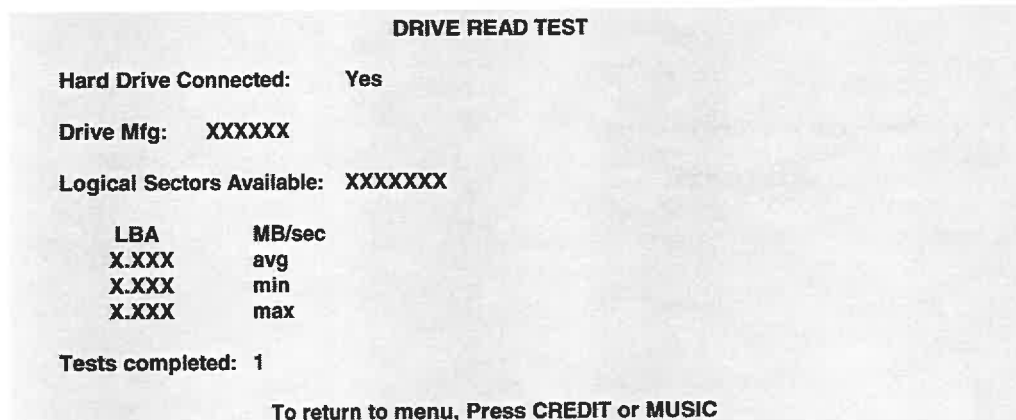 DRIVE READ TEST
Hard Drive Connected: Yes
Drive Mfg: XXXXXX
Logical Sectors Available: XXXXXXX
LBA MB/sec
X.XXX avg
X.XXX min
X.XXX max
Tests completed: 1
To return to menu, Press CREDIT or MUSIC